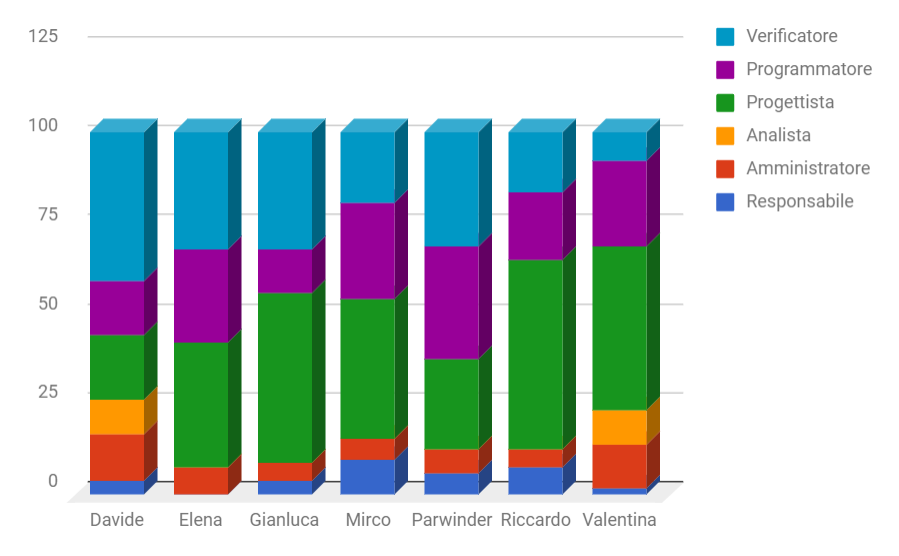 125
100
75
50
25
0
Davide Elena Gianluca Mirco Parwinder Riccardo Valentina
Verificatore
Programmatore
Progettista
Analista
Amministratore
Responsabile